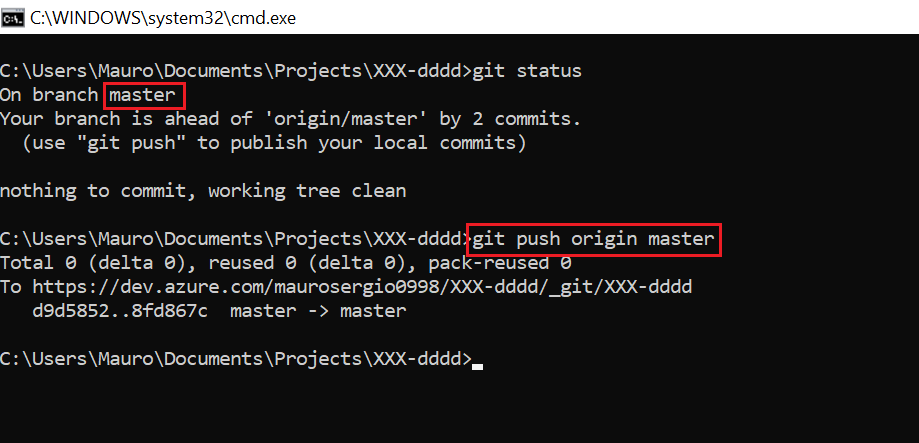 C:\WINDOWS\system32\cmd.exe
C:\Users\Mauro\Documents\Projects\XXX-dddd>git status
On branch master
Your branch is ahead of 'origin/master' by 2 commits.
  (use "git push" to publish your local commits)
nothing to commit, working tree clean
C:\Users\Mauro\Documents\Projects\XXX-dddd>git push origin master
Total 0 (delta 0), reused 0 (delta 0), pack-reused 0
To https://dev.azure.com/maurosergio0998/XXX-dddd/_git/XXX-dddd
   d9d5852..8fd867c  master -> master
C:\Users\Mauro\Documents\Projects\XXX-dddd>